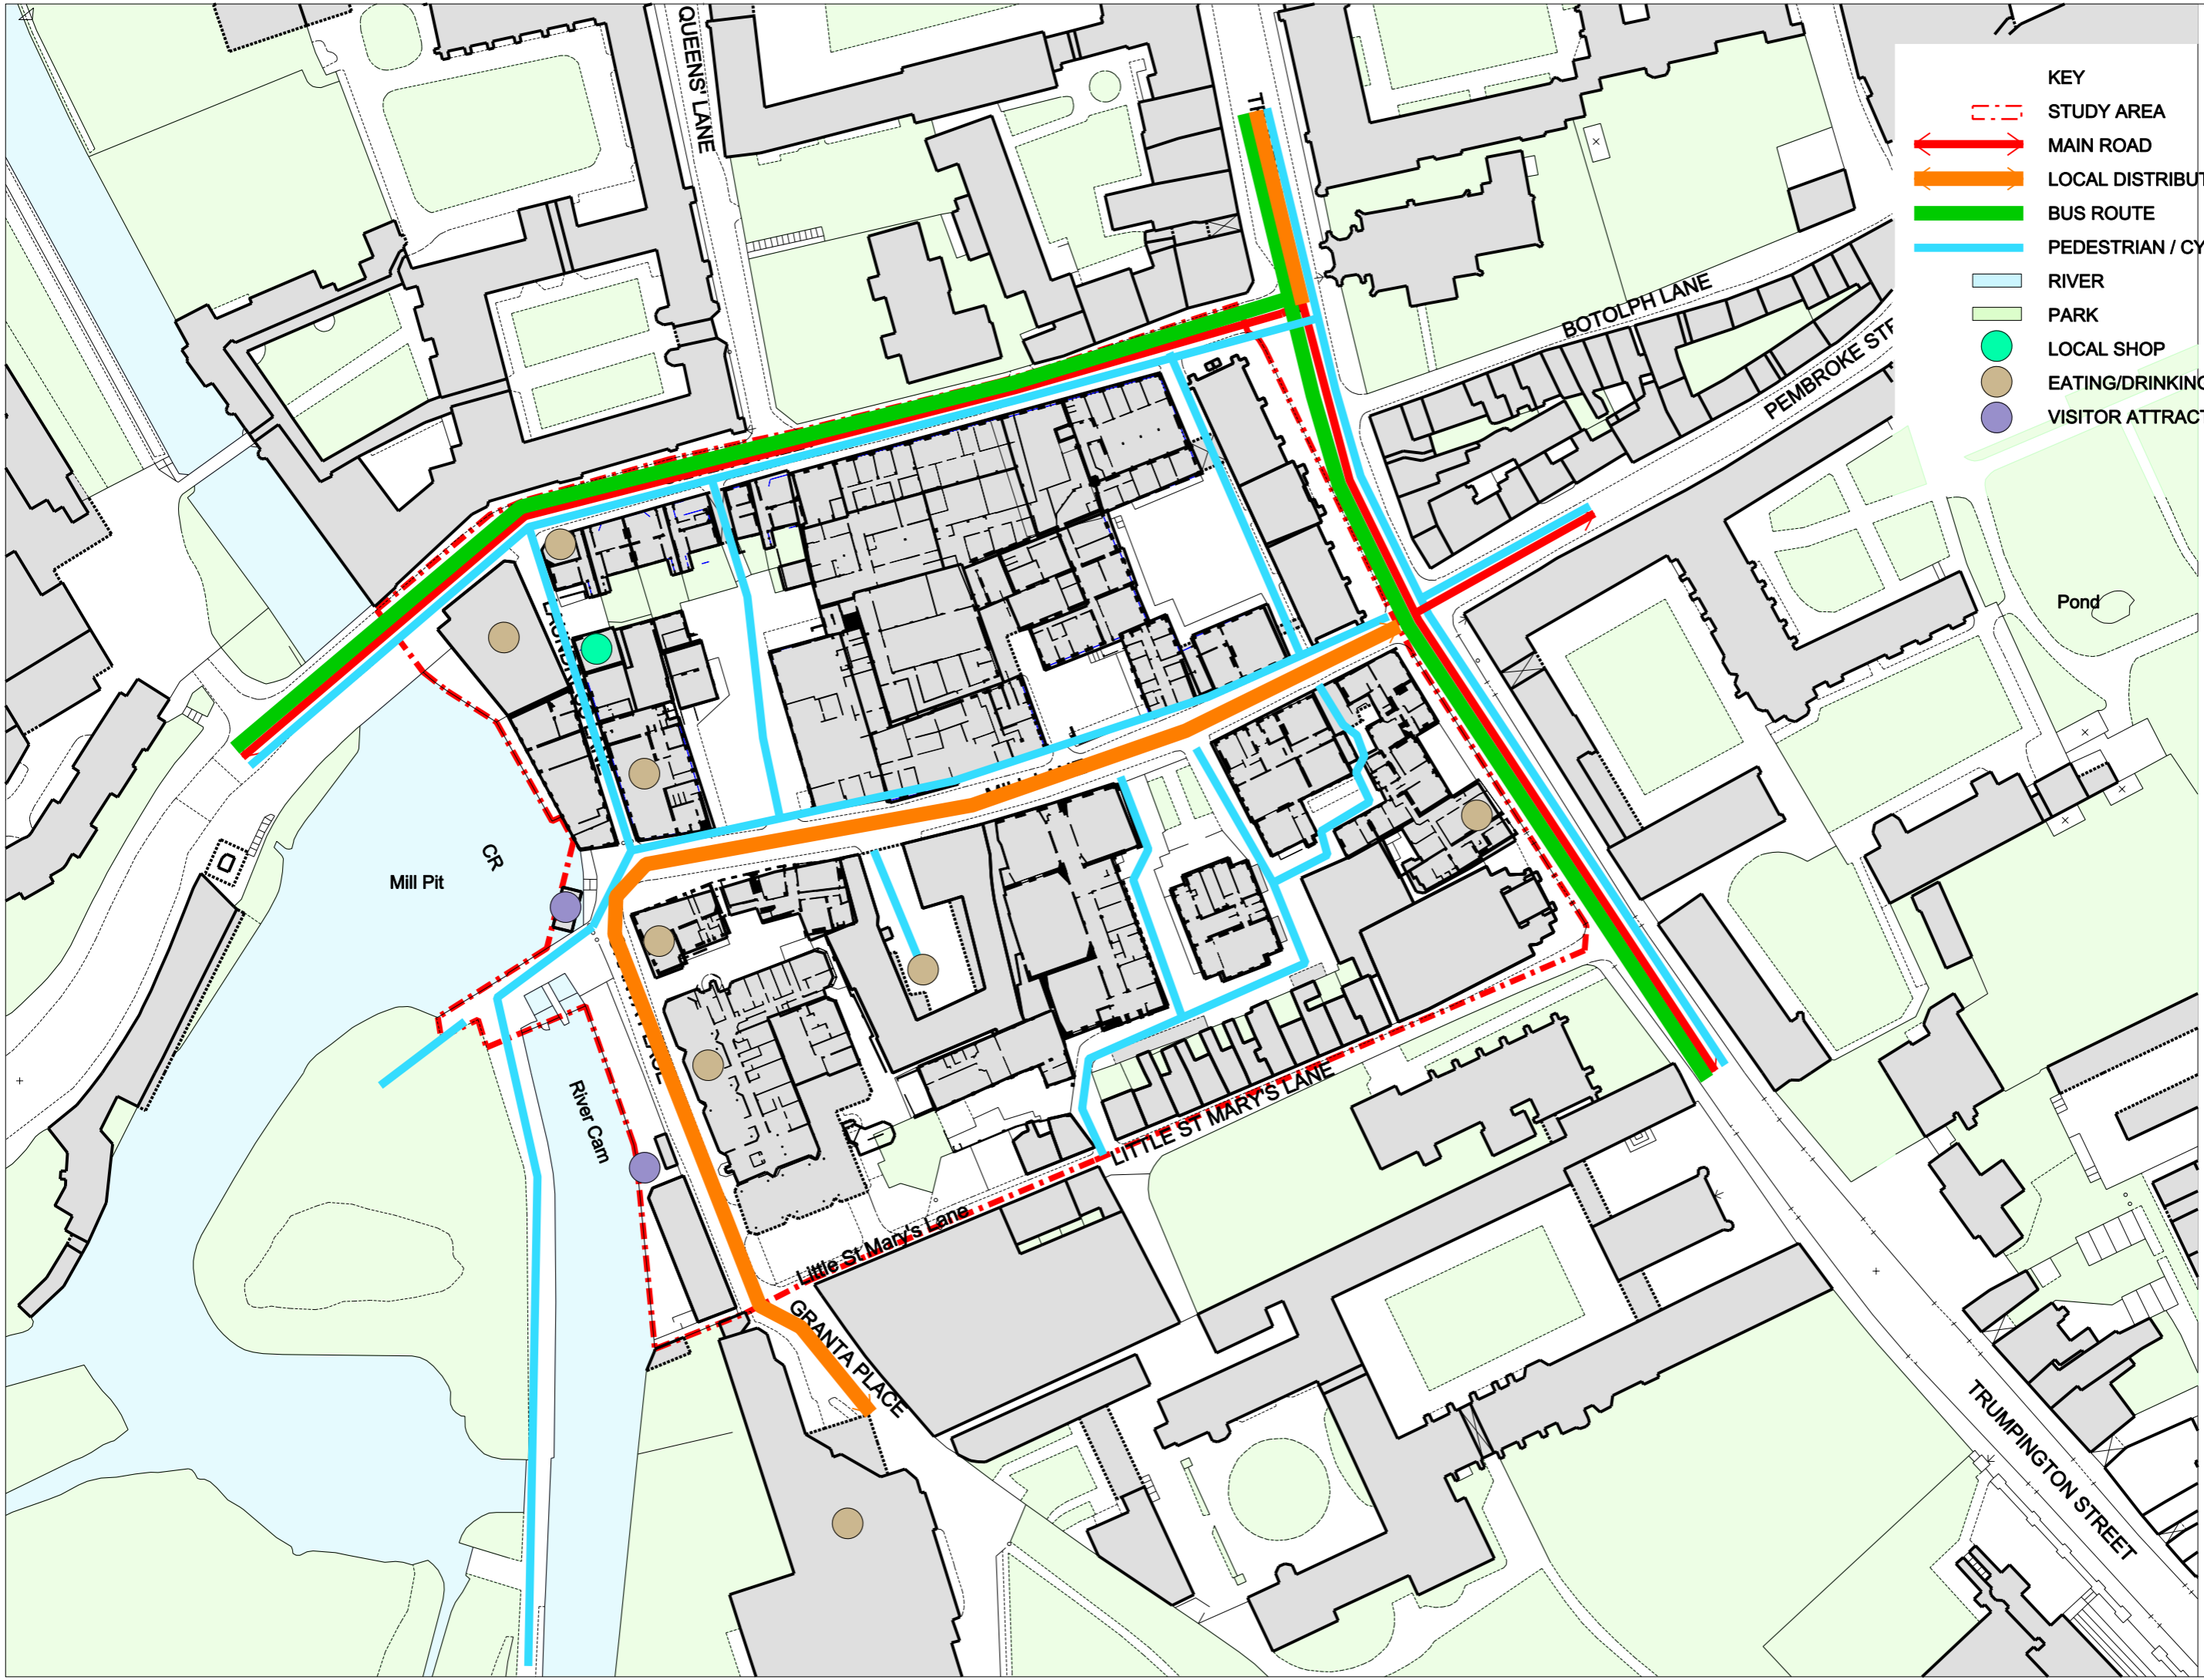 QUEENS' LANE
KEY
STUDY AREA
MAIN ROAD
LOCAL DISTRIBUT
BUS ROUTE
PEDESTRIAN / CY
RIVER
PARK
LOCAL SHOP
EATING/DRINKING
VISITOR ATTRACT
BOTOLPH LANE
PEMBROKE STR
Pond
CR
Mill Pit
River Cam
LITTLE ST MARY'S LANE
Little St Mary's Lane
GRANTA PLACE
TRUMPINGTON STREET